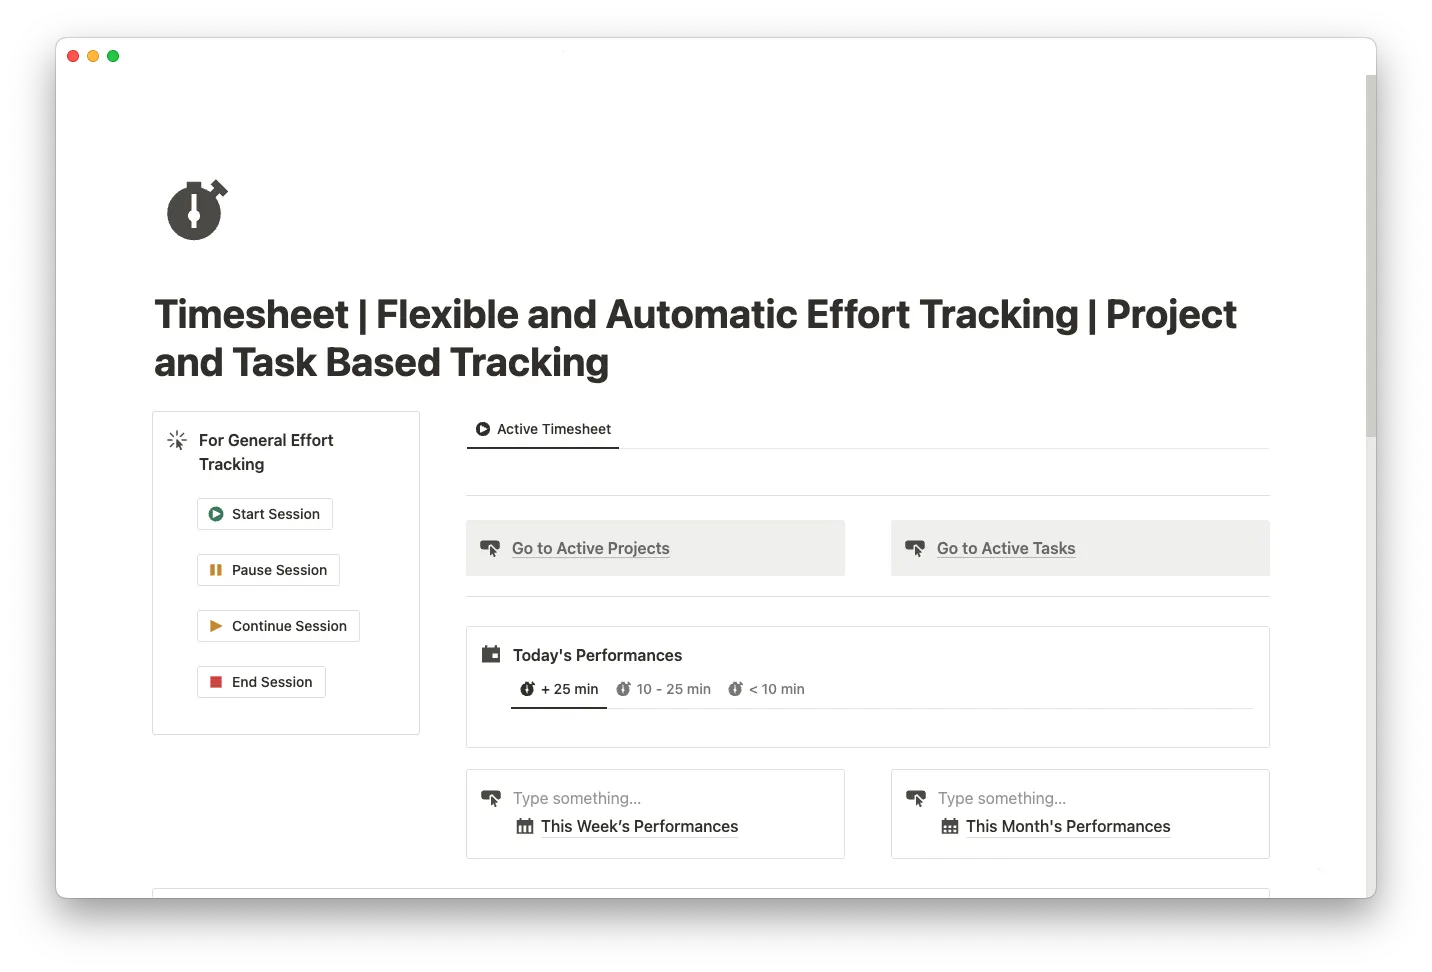 Timesheet | Flexible and Automatic Effort Tracking | Project
and Task Based Tracking
For General Effort
Tracking
Start Session
Pause Session
Continue Session
End Session
Active Timesheet
Go to Active Projects
Go to Active Tasks
Today's Performances
+ 25 min
10 - 25 min
< 10 min
Type something...
This Week’s Performances
Type something...
This Month's Performances